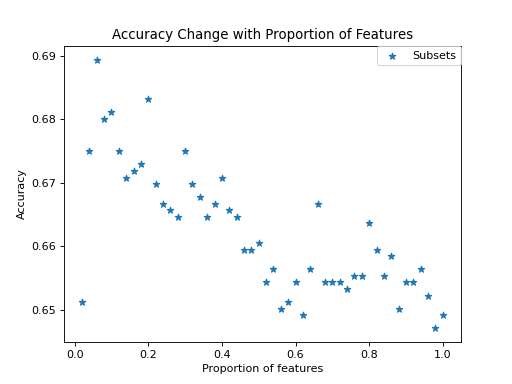 Accuracy Change with Proportion of Features
Subsets
0.69
0.68
0.67
0.66
0.65
Accuracy
0.0 0.2 0.4 0.6 0.8 1.0
Proportion of features